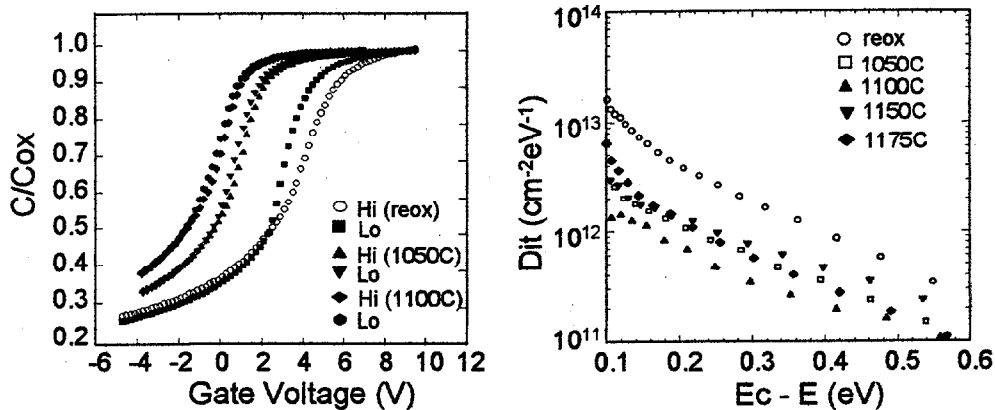 1.0
0.9
0.8
0.7
0.6
0.5
0.4
0.3
0.2
C/Cox
-6 -4 -2 0 2 4 6 8 10 12
Gate Voltage (V)
Hi (reox)
Lo
Hi (1050C)
Lo
Hi (1100C)
Lo
10¹⁴
10¹³
10¹²
10¹¹
Dit (cm⁻²eV⁻¹)
0.1 0.2 0.3 0.4 0.5 0.6
Ec - E (eV)
reox
1050C
1100C
1150C
1175C